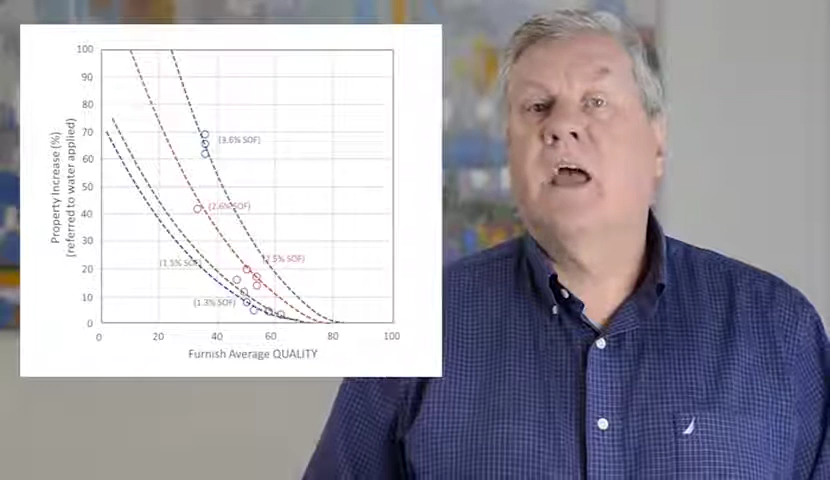 100
90
80
70
60
50
40
30
20
10
0
Property Increase (%)
(referred to water applied)
(3.6% SOF)
(2.6% SOF)
(2.5% SOF)
(1.5% SOF)
(1.3% SOF)
0 20 40 60 80 100
Furnish Average QUALITY